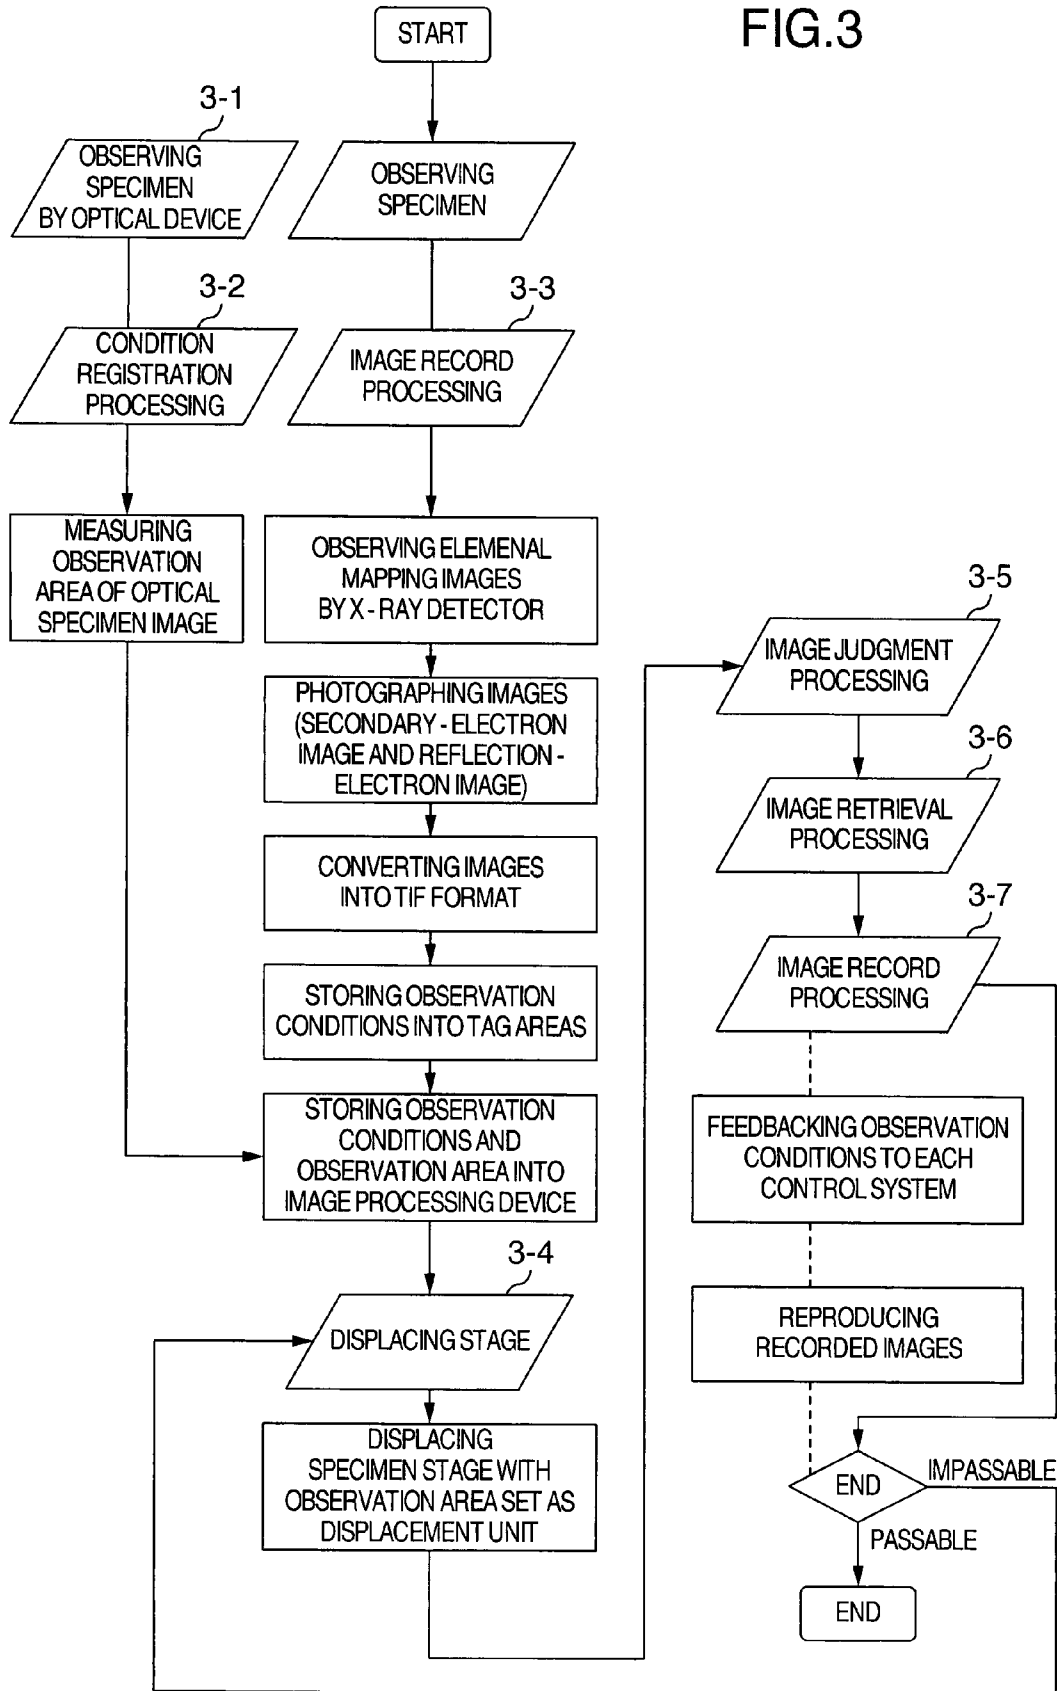 FIG.3
START
3-1
OBSERVING
SPECIMEN
BY OPTICAL DEVICE
OBSERVING
SPECIMEN
3-2
CONDITION
REGISTRATION
PROCESSING
3-3
IMAGE RECORD
PROCESSING
MEASURING
OBSERVATION
AREA OF OPTICAL
SPECIMEN IMAGE
OBSERVING ELEMENAL
MAPPING IMAGES
BY X - RAY DETECTOR
PHOTOGRAPHING IMAGES
(SECONDARY - ELECTRON
IMAGE AND REFLECTION -
ELECTRON IMAGE)
CONVERTING IMAGES
INTO TIF FORMAT
STORING OBSERVATION
CONDITIONS INTO TAG AREAS
STORING OBSERVATION
CONDITIONS AND
OBSERVATION AREA INTO
IMAGE PROCESSING DEVICE
3-4
DISPLACING STAGE
DISPLACING
SPECIMEN STAGE WITH
OBSERVATION AREA SET AS
DISPLACEMENT UNIT
3-5
IMAGE JUDGMENT
PROCESSING
3-6
IMAGE RETRIEVAL
PROCESSING
3-7
IMAGE RECORD
PROCESSING
FEEDBACKING OBSERVATION
CONDITIONS TO EACH
CONTROL SYSTEM
REPRODUCING
RECORDED IMAGES
END
IMPASSABLE
PASSABLE
END